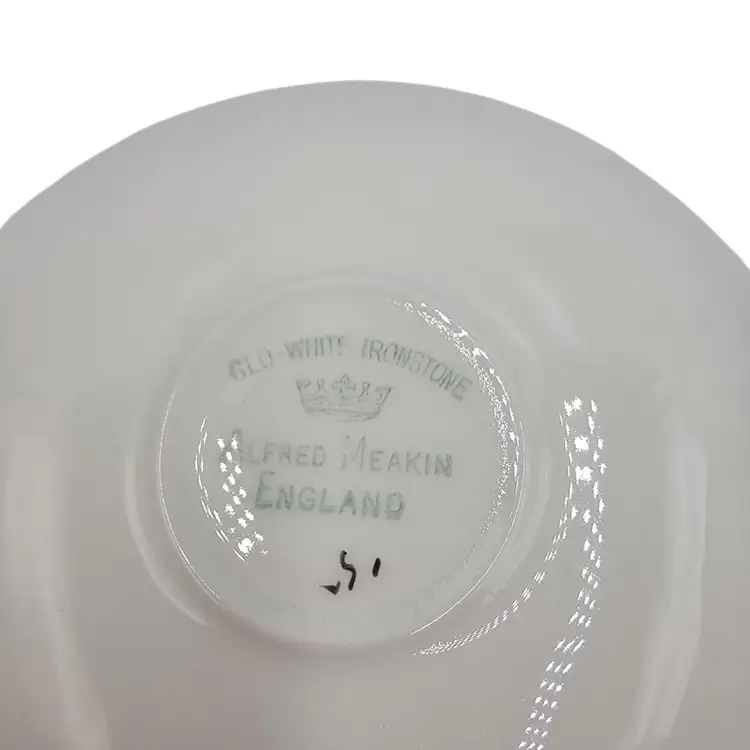 GLO-WHITE IRONSTONE
ALFRED MEAKIN
ENGLAND